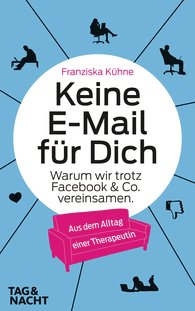 Franziska Kühne
Keine
E-Mail
für Dich
Warum wir trotz
Facebook & Co.
vereinsamen.
Aus dem Alltag
einer Therapeutin
TAG&
NACHT